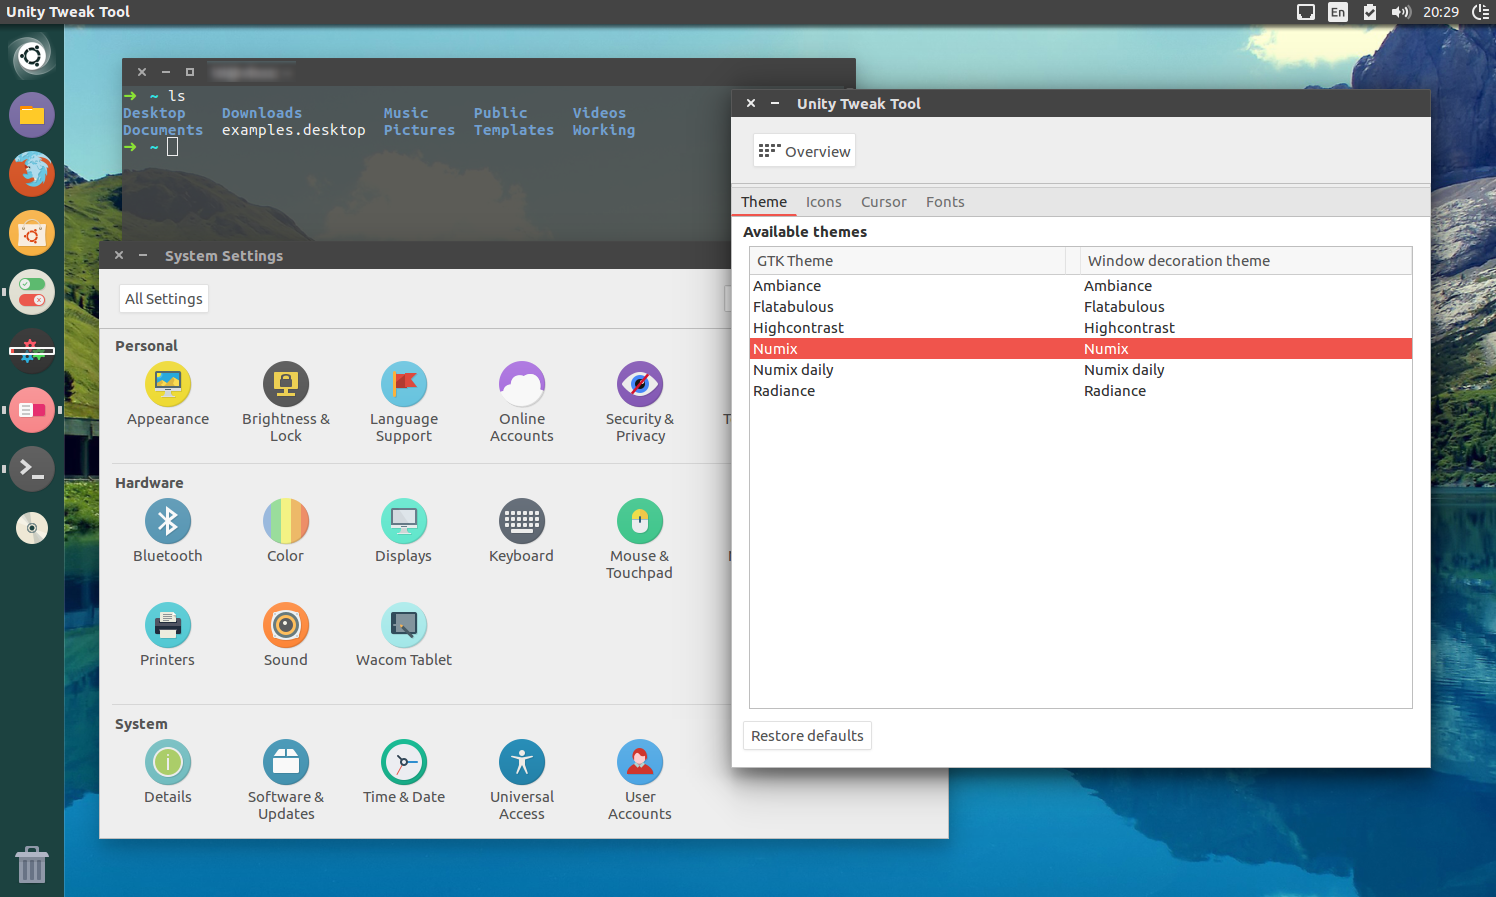 Unity Tweak Tool
En
20:29
➜ ~ ls
Desktop Downloads Music Public Videos
Documents examples.desktop Pictures Templates Working
➜ ~
System Settings
All Settings
Personal
Appearance
Brightness &
Lock
Language
Support
Online
Accounts
Security &
Privacy
Hardware
Bluetooth
Color
Displays
Keyboard
Mouse &
Touchpad
Printers
Sound
Wacom Tablet
System
Details
Software &
Updates
Time & Date
Universal
Access
User
Accounts
Unity Tweak Tool
Overview
Theme Icons Cursor Fonts
Available themes
GTK Theme Window decoration theme
Ambiance Ambiance
Flatabulous Flatabulous
Highcontrast Highcontrast
Numix Numix
Numix daily Numix daily
Radiance Radiance
Restore defaults